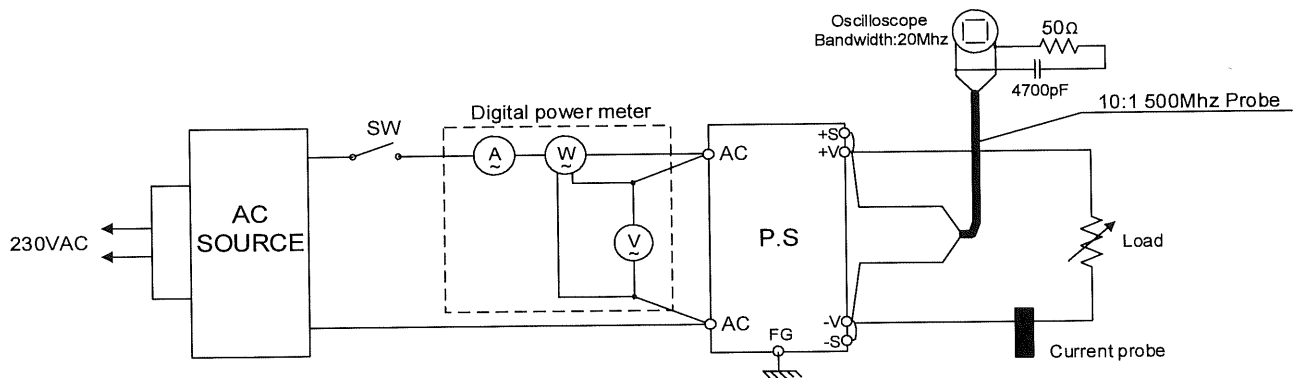 Oscilloscope
Bandwidth:20Mhz
50Ω
4700pF
10:1 500Mhz Probe
Digital power meter
SW
A
~
W
~
V
~
AC
AC
+S
+V
230VAC
AC
SOURCE
P.S
Load
-V
-S
FG
Current probe